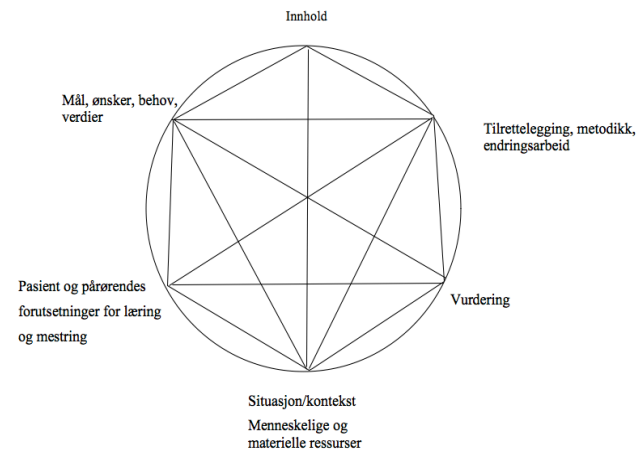 Innhold
Mål, ønsker, behov,
verdier
Tilrettelegging, metodikk,
endringsarbeid
Pasient og pårørendes
forutsetninger for læring
og mestring
Vurdering
Situasjon/kontekst
Menneskelige og
materielle ressurser